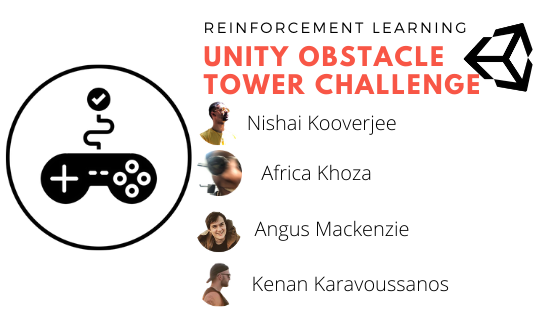 REINFORCEMENT LEARNING
UNITY OBSTACLE
TOWER CHALLENGE
Nishai Kooverjee
Africa Khoza
Angus Mackenzie
Kenan Karavoussanos